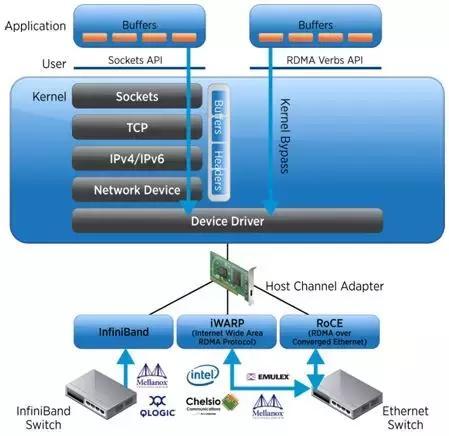 Application
Buffers
Buffers
User
Sockets API
RDMA Verbs API
Kernel
Sockets
TCP
IPv4/IPv6
Network Device
Buffers
Headers
Kernel Bypass
Device Driver
Host Channel Adapter
InfiniBand
iWARP
(Internet Wide Area
RDMA Protocol)
RoCE
(RDMA over
Converged Ethernet)
Mellanox
QLOGIC
intel
EMULEX
Chelsio
Communications
Mellanox
InfiniBand
Switch
Ethernet
Switch